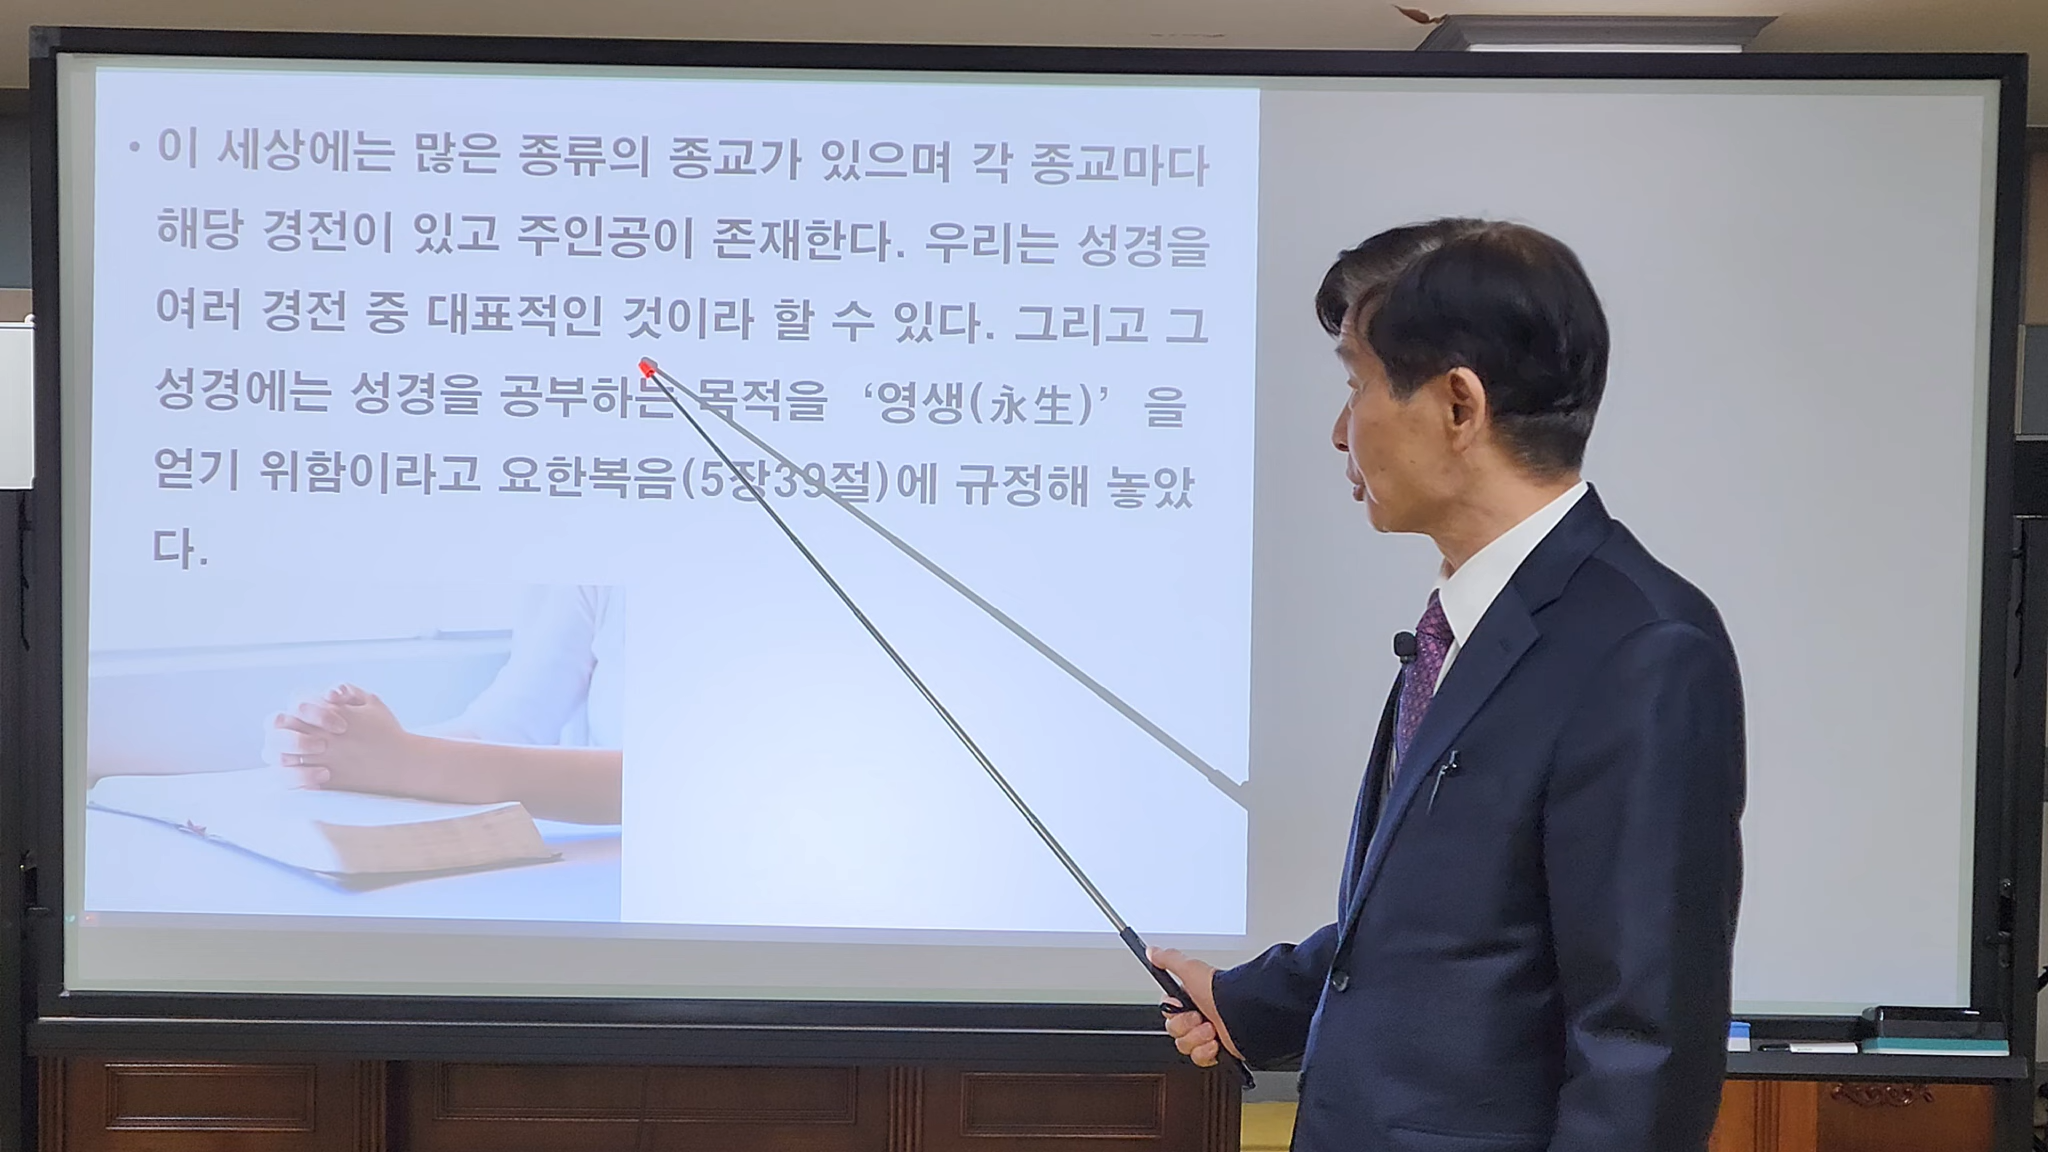 • 이 세상에는 많은 종류의 종교가 있으며 각 종교마다
해당 경전이 있고 주인공이 존재한다. 우리는 성경을
여러 경전 중 대표적인 것이라 할 수 있다. 그리고 그
성경에는 성경을 공부하는 목적을 ‘영생(永生)’ 을
얻기 위함이라고 요한복음(5장39절)에 규정해 놓았
다.